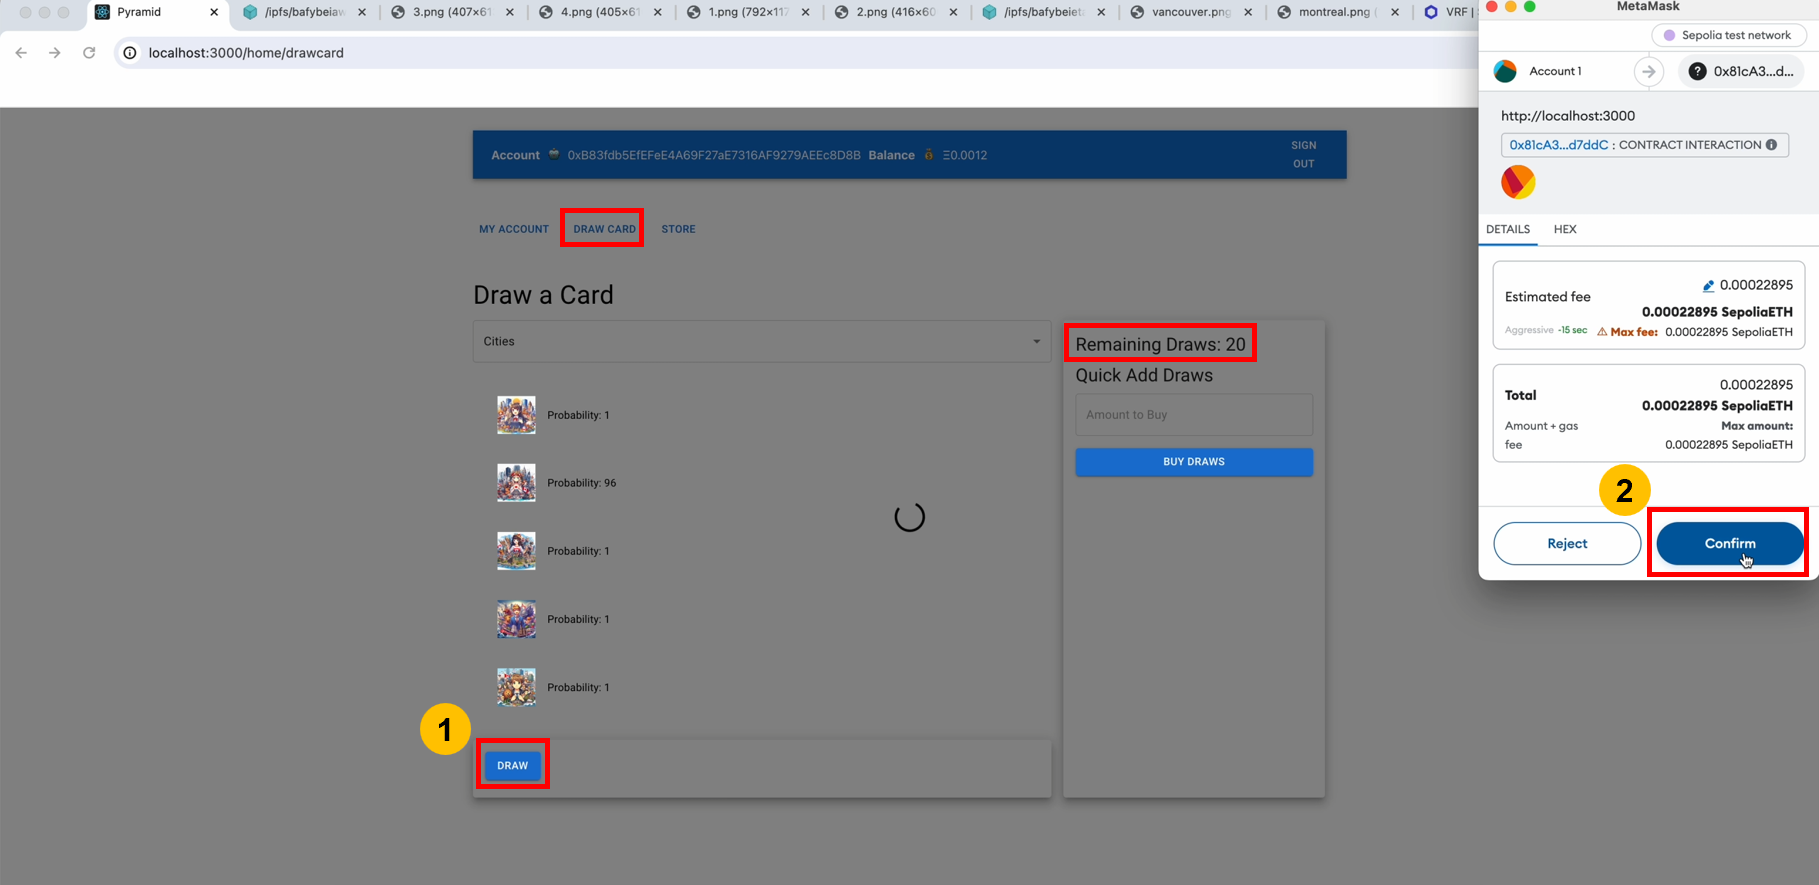 Pyramid
/ipfs/bafybeiaw
3.png (407×61
4.png (405×61
1.png (792×117
2.png (416×60
/ipfs/bafybeieta
vancouver.png
montreal.png (
VRF |
localhost:3000/home/drawcard
Account 0xB83fdb5EfEFeE4A69F27aE7316AF9279AEEc8D8B Balance Ξ0.0012
SIGN
OUT
MY ACCOUNT
DRAW CARD
STORE
Draw a Card
Cities
Probability: 1
Probability: 96
Probability: 1
Probability: 1
Probability: 1
1
DRAW
Remaining Draws: 20
Quick Add Draws
Amount to Buy
BUY DRAWS
MetaMask
Sepolia test network
Account 1
0x81cA3...d...
http://localhost:3000
0x81cA3...d7ddC : CONTRACT INTERACTION
DETAILS
HEX
0.00022895
Estimated fee
0.00022895 SepoliaETH
Aggressive ~15 sec Max fee: 0.00022895 SepoliaETH
0.00022895
Total
0.00022895 SepoliaETH
Amount + gas
fee
Max amount:
0.00022895 SepoliaETH
2
Reject
Confirm